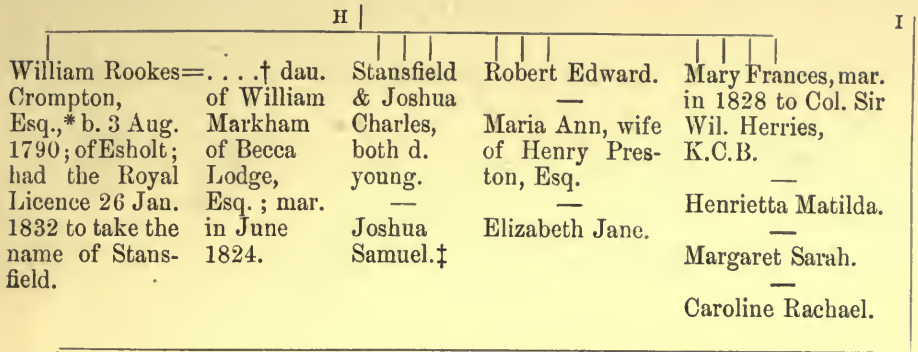 H I
William Rookes=
Crompton,
Esq.,* b. 3 Aug.
1790; of Esholt;
had the Royal
Licence 26 Jan.
1832 to take the
name of Stans-
field.
. . . .† dau.
of William
Markham
of Becca
Lodge,
Esq.; mar.
in June
1824.
Stansfield
& Joshua
Charles,
both d.
young.
—
Joshua
Samuel.‡
Robert Edward.
—
Maria Ann, wife
of Henry Pres-
ton, Esq.
—
Elizabeth Jane.
Mary Frances, mar.
in 1828 to Col. Sir
Wil. Herries,
K.C.B.
—
Henrietta Matilda.
—
Margaret Sarah.
—
Caroline Rachael.